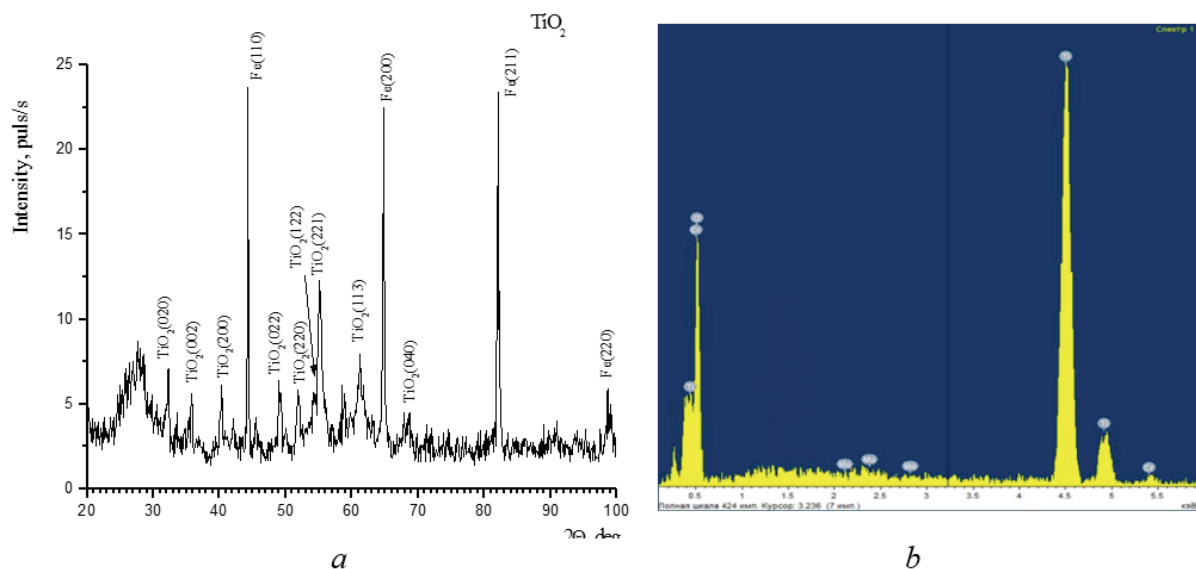 TiO2
Intensity, puls/s
25
20
15
10
5
0
TiO2(020)
TiO2(002)
TiO2(200)
Fe(110)
TiO2(022)
TiO2(220)
TiO2(122)
TiO2(221)
TiO2(113)
Fe(200)
TiO2(040)
Fe(211)
Fe(220)
20 30 40 50 60 70 80 90 100
2Θ, deg
a
Спектр 1
Ti
Ti
Ti
0.5 1 1.5 2 2.5 3 3.5 4 4.5 5 5.5
Полная шкала 424 имп. Курсор: 3.236 (7 имп.)
кэВ
b